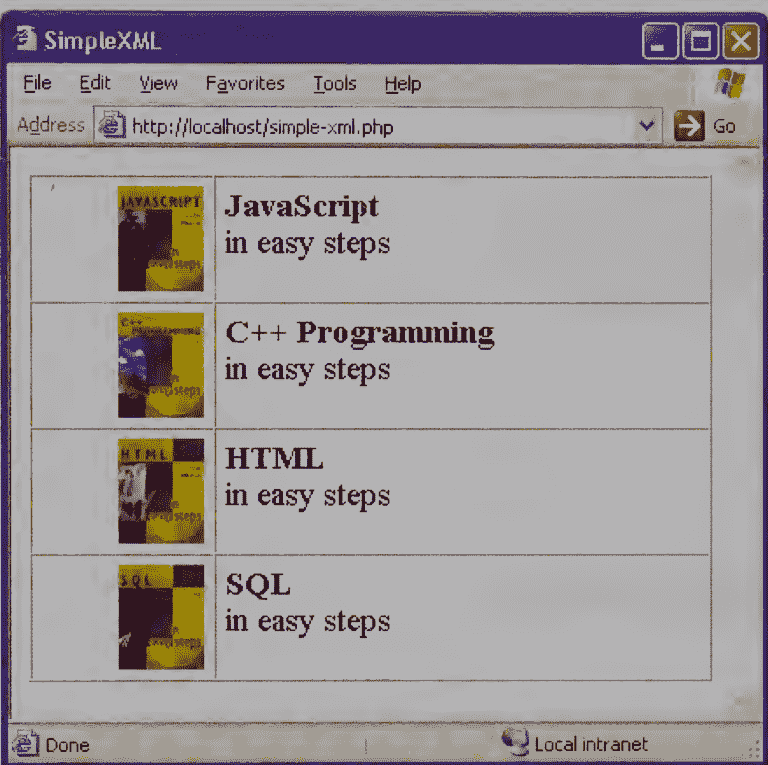 SimpleXML
File Edit View Favorites Tools Help
Address http://localhost/simple-xml.php Go
JAVASCRIPT
JavaScript
in easy steps
C++
Programming
C++ Programming
in easy steps
HTML
HTML
in easy steps
SQL
SQL
in easy steps
Done Local intranet